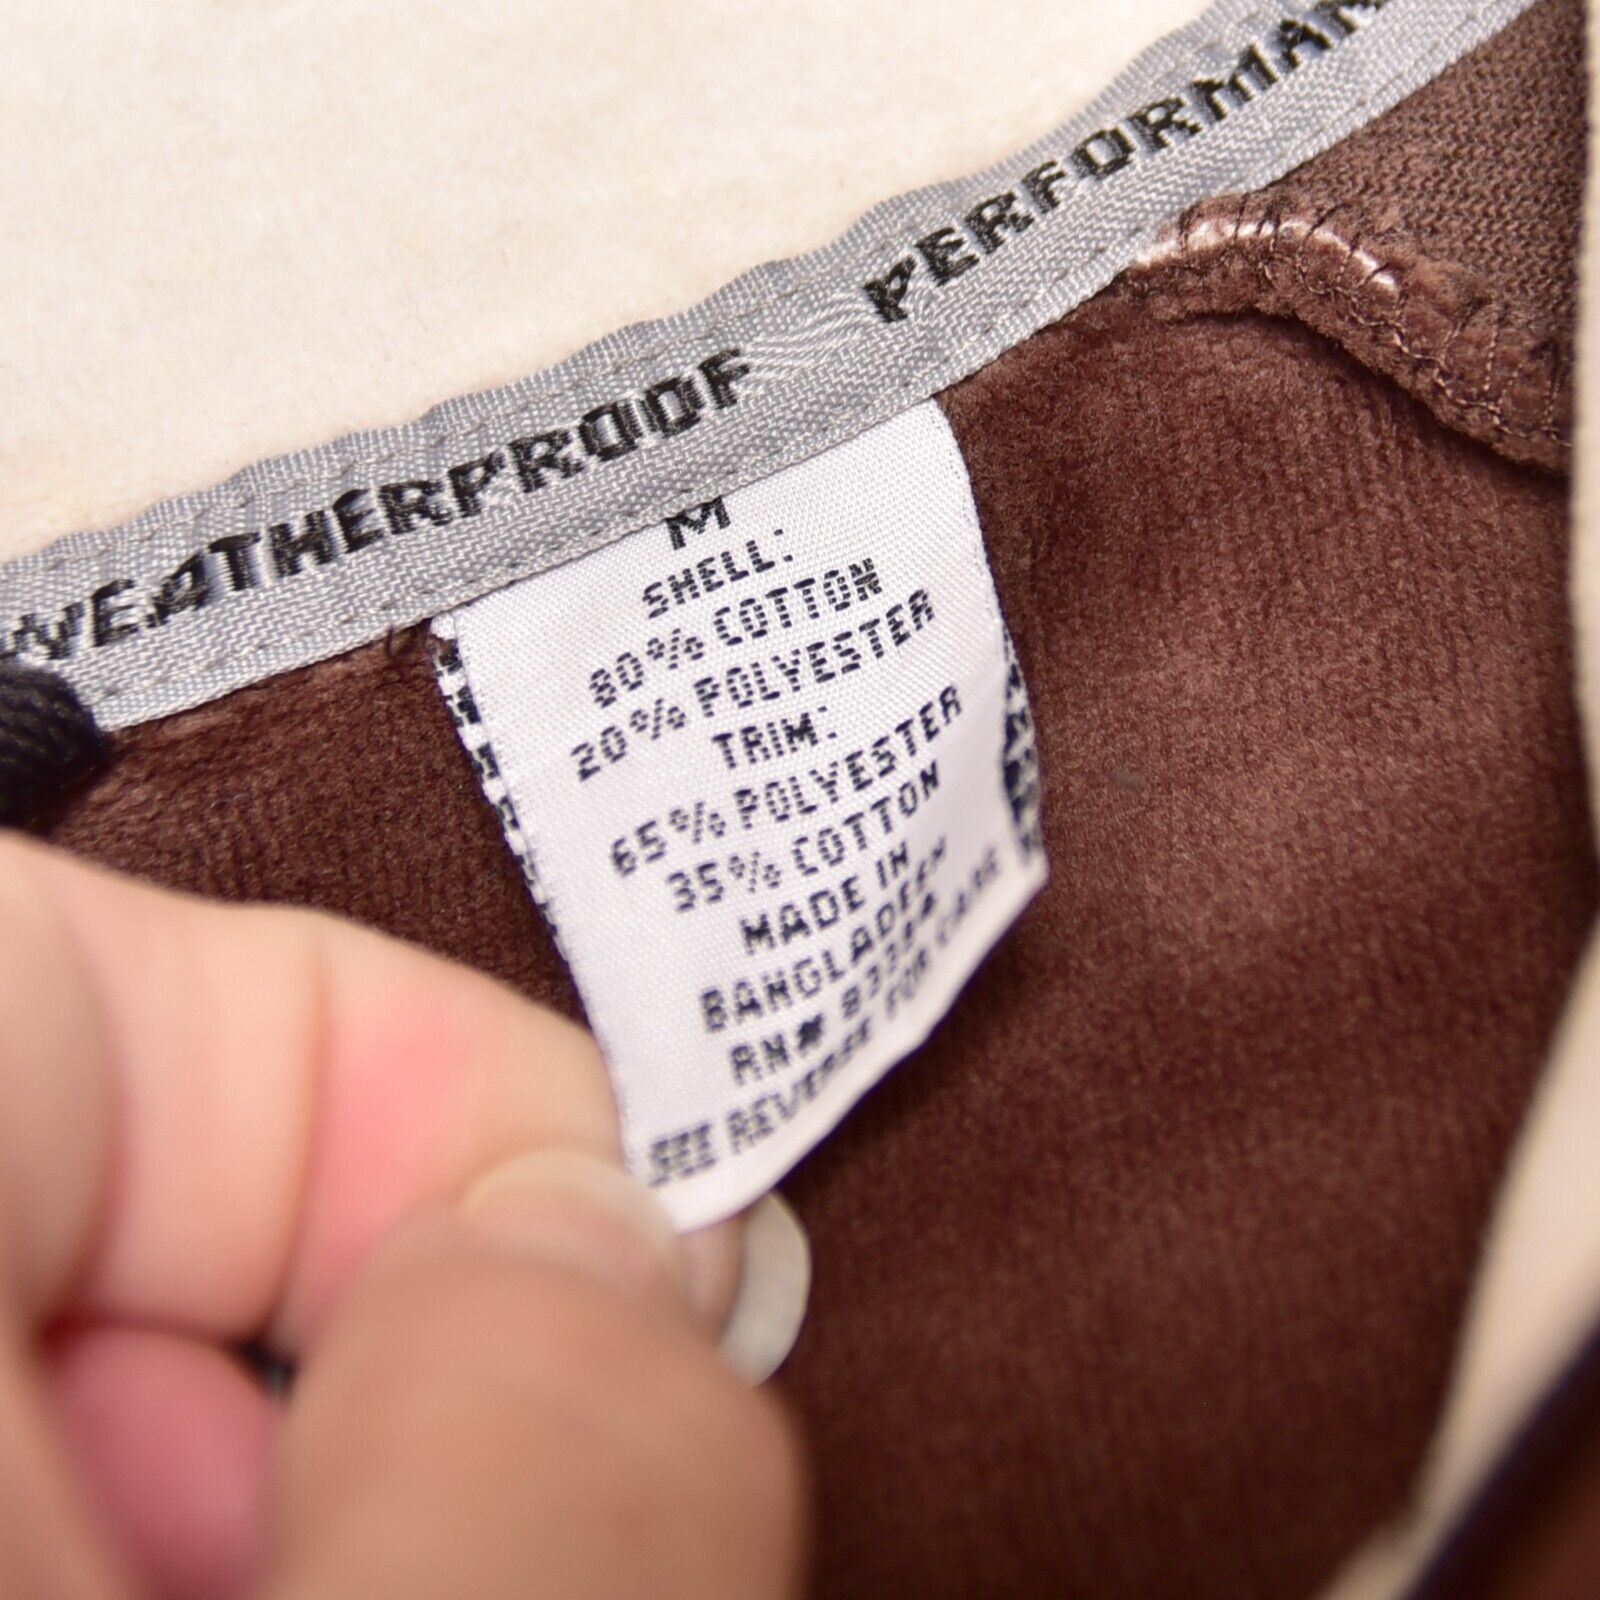 WEATHERPROOF PERFORMAN
M
SHELL:
80% COTTON
20% POLYESTER
TRIM:
65% POLYESTER
35% COTTON
MADE IN
BANGLADESH
RN#
SEE REVERSE FOR CARE